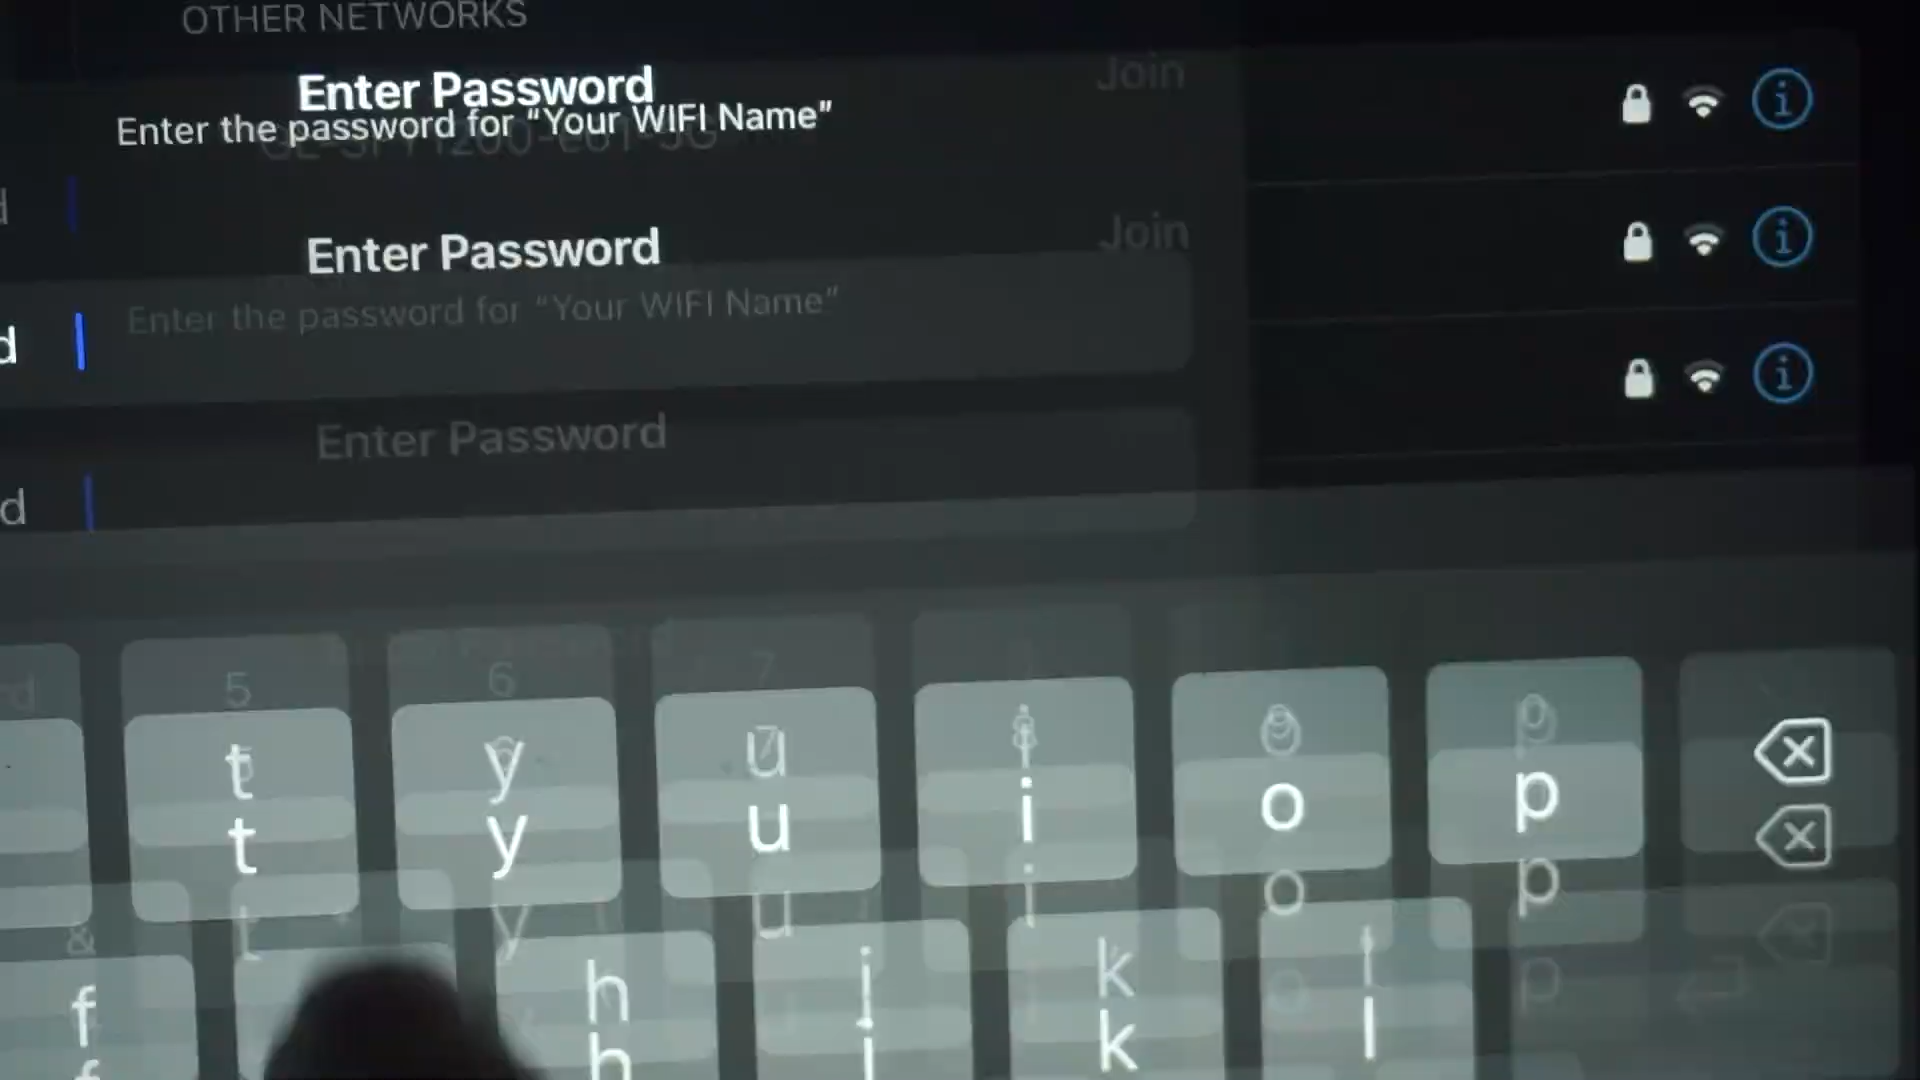 OTHER NETWORKS
Enter Password
Join
Enter the password for “Your WIFI Name”
d
Enter Password
Join
Enter the password for “Your WIFI Name”
d
Enter Password
d
5 6 7
t y u i o p
t y u i o p
f h j k l
f h j k l